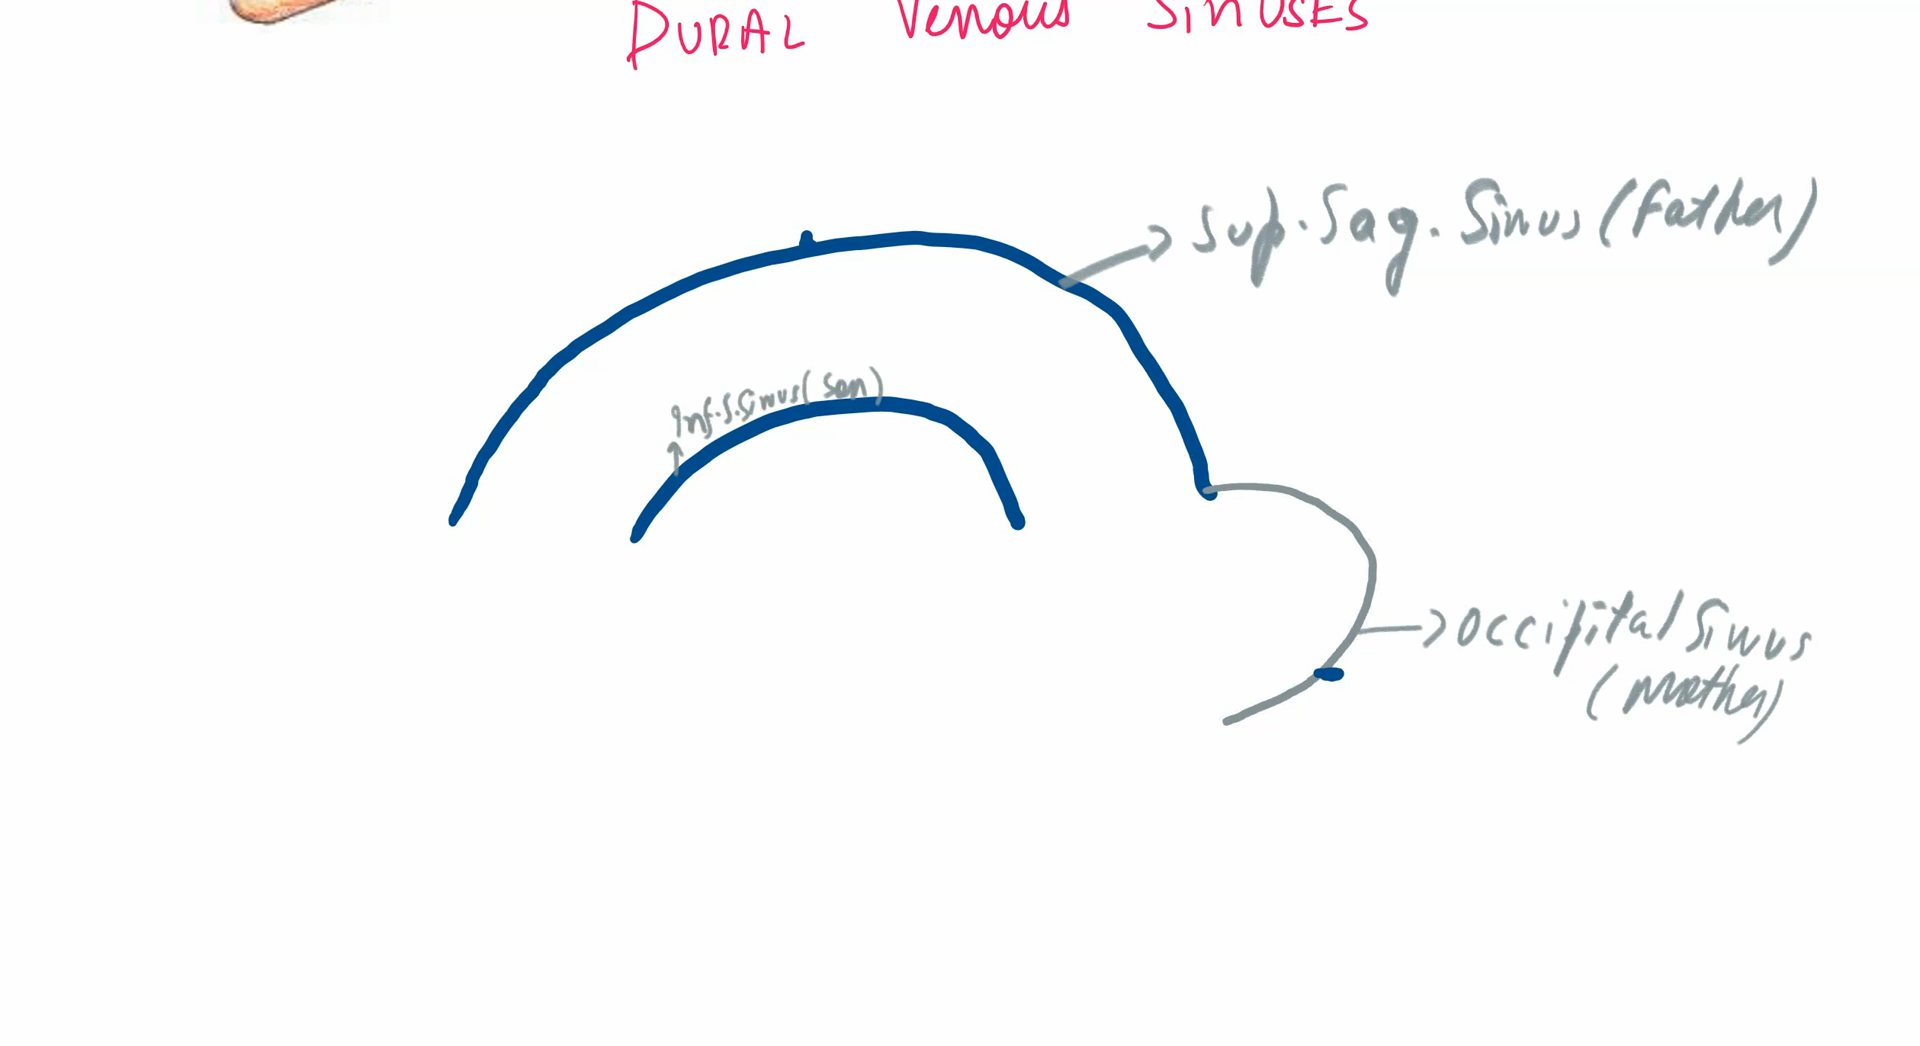 DURAL Venous SINUSES
Sup. Sag. Sinus (Father)
Inf. S. Sinus (Son)
Occipital Sinus
(Mother)